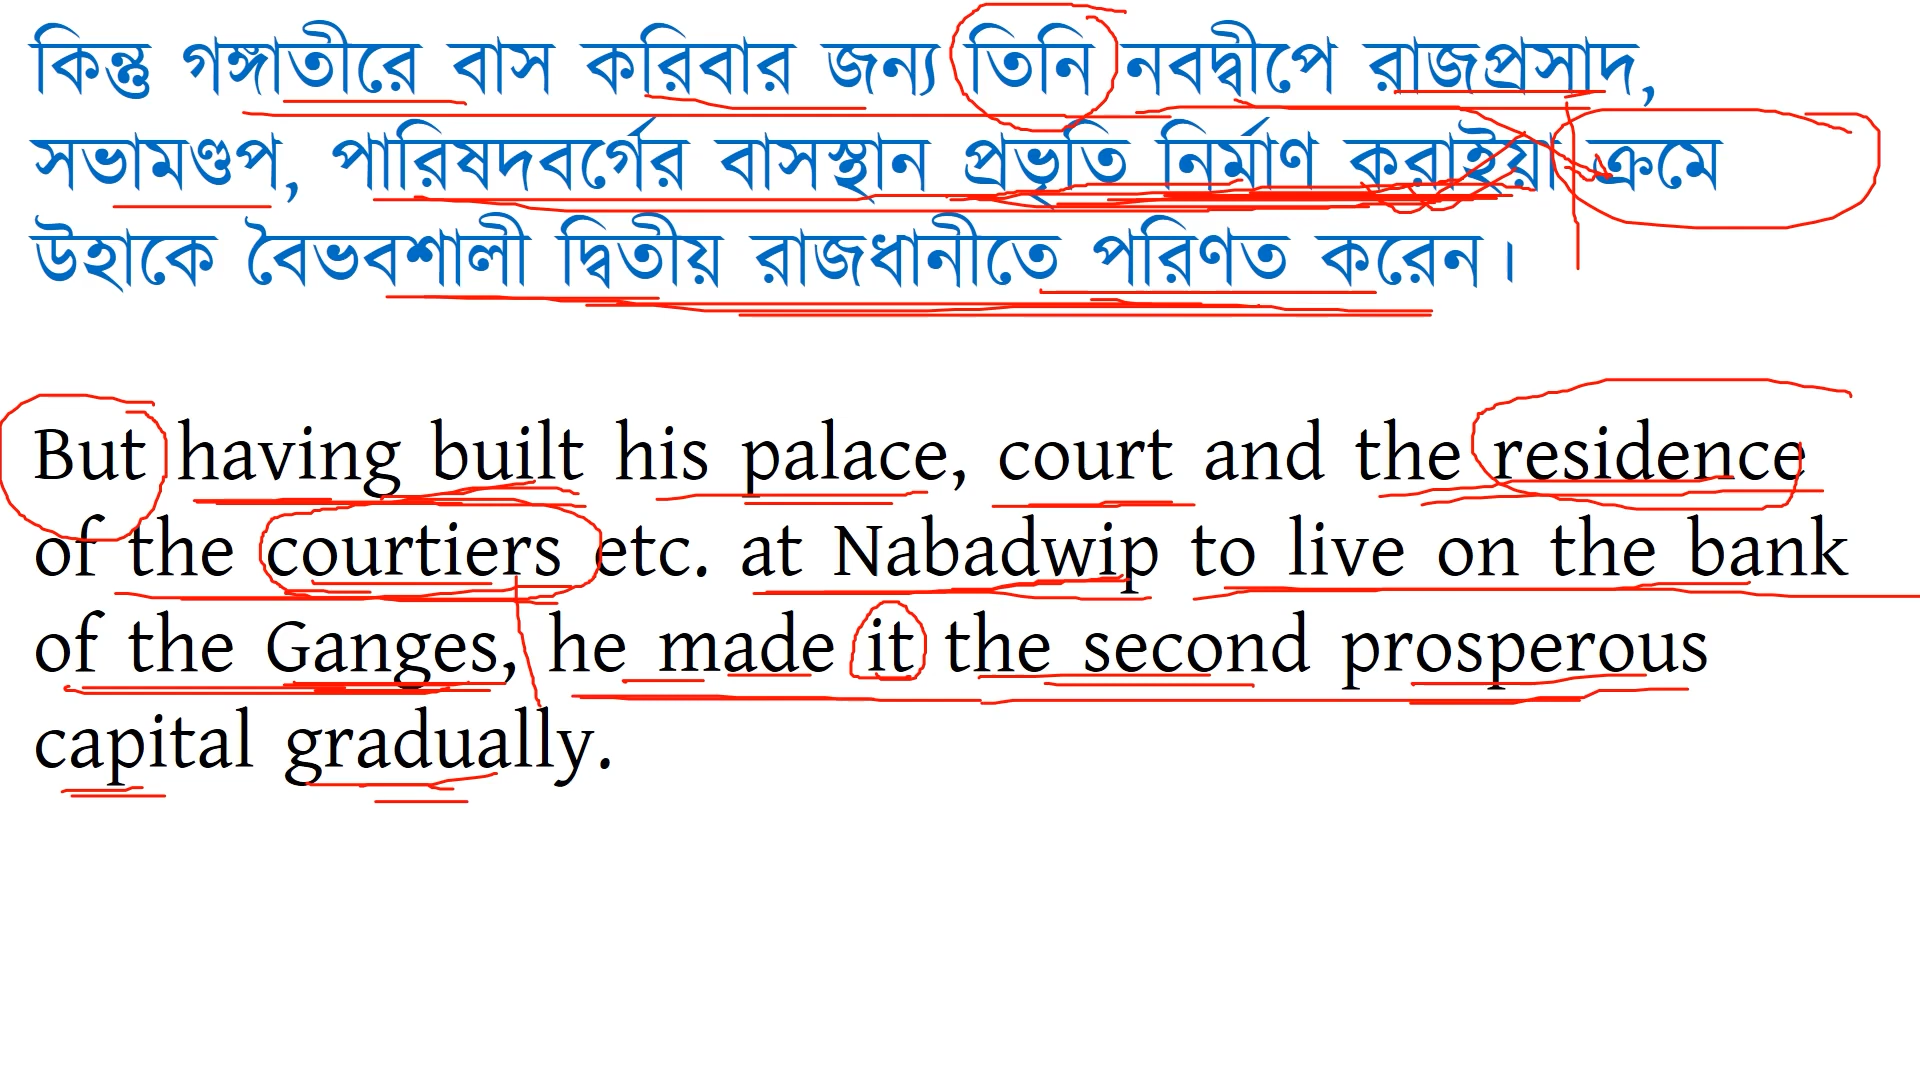 কিন্তু গঙ্গাতীরে বাস করিবার জন্য তিনি নবদ্বীপে রাজপ্রসাদ,
সভামণ্ডপ, পারিষদবর্গের বাসস্থান প্রভৃতি নির্মাণ করাইয়া ক্রমে
উহাকে বৈভবশালী দ্বিতীয় রাজধানীতে পরিণত করেন।
But having built his palace, court and the residence
of the courtiers etc. at Nabadwip to live on the bank
of the Ganges, he made it the second prosperous
capital gradually.